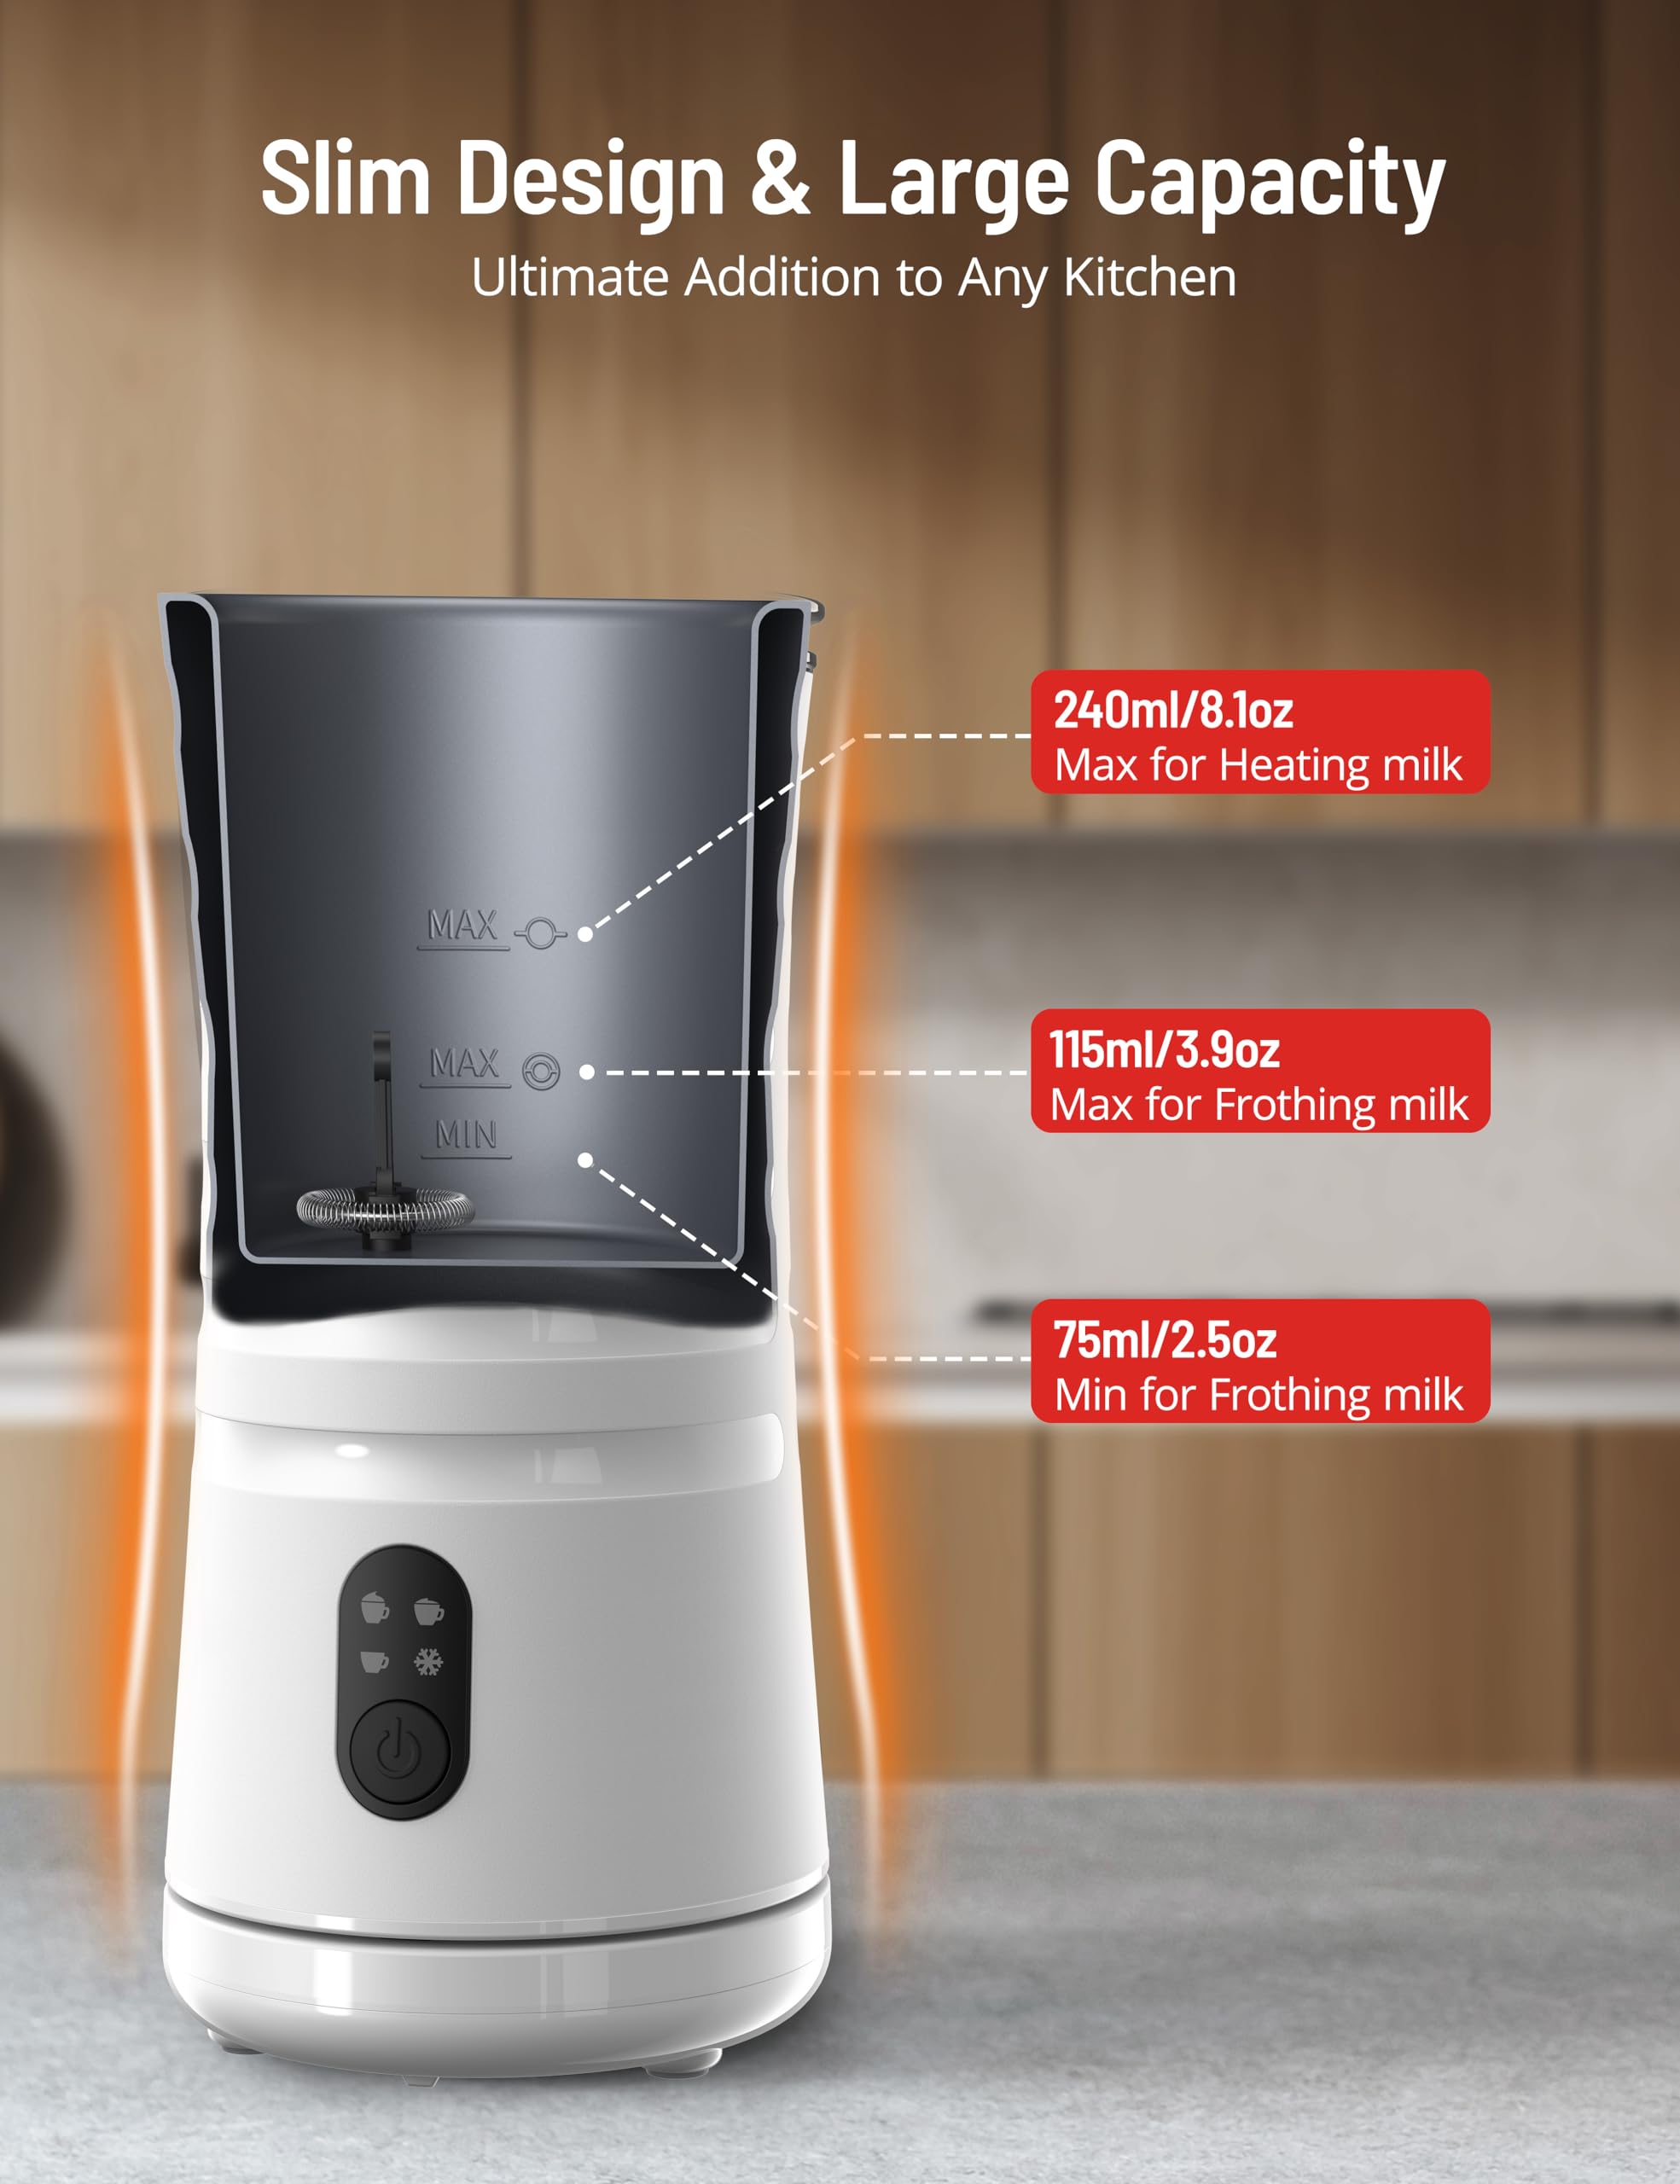 Slim Design & Large Capacity
Ultimate Addition to Any Kitchen
240ml/8.1oz
Max for Heating milk
MAX
115ml/3.9oz
Max for Frothing milk
MAX
MIN
75ml/2.5oz
Min for Frothing milk